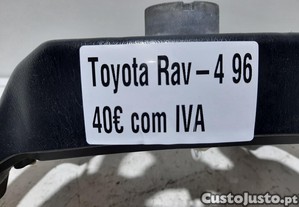 Toyota Rav-4 96
40€ com IVA
CustoJusto.pt